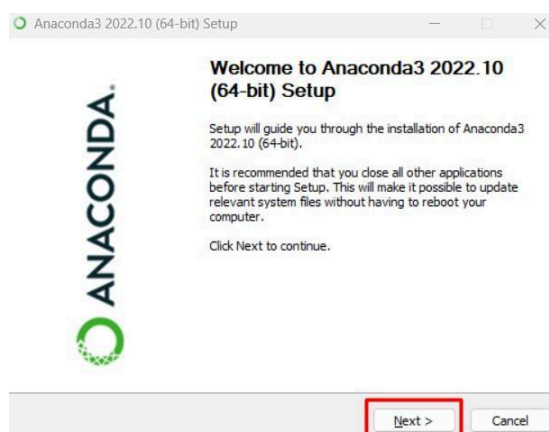 Anaconda3 2022.10 (64-bit) Setup
ANACONDA.
Welcome to Anaconda3 2022.10
(64-bit) Setup
Setup will guide you through the installation of Anaconda3
2022.10 (64-bit).
It is recommended that you close all other applications
before starting Setup. This will make it possible to update
relevant system files without having to reboot your
computer.
Click Next to continue.
Next >
Cancel